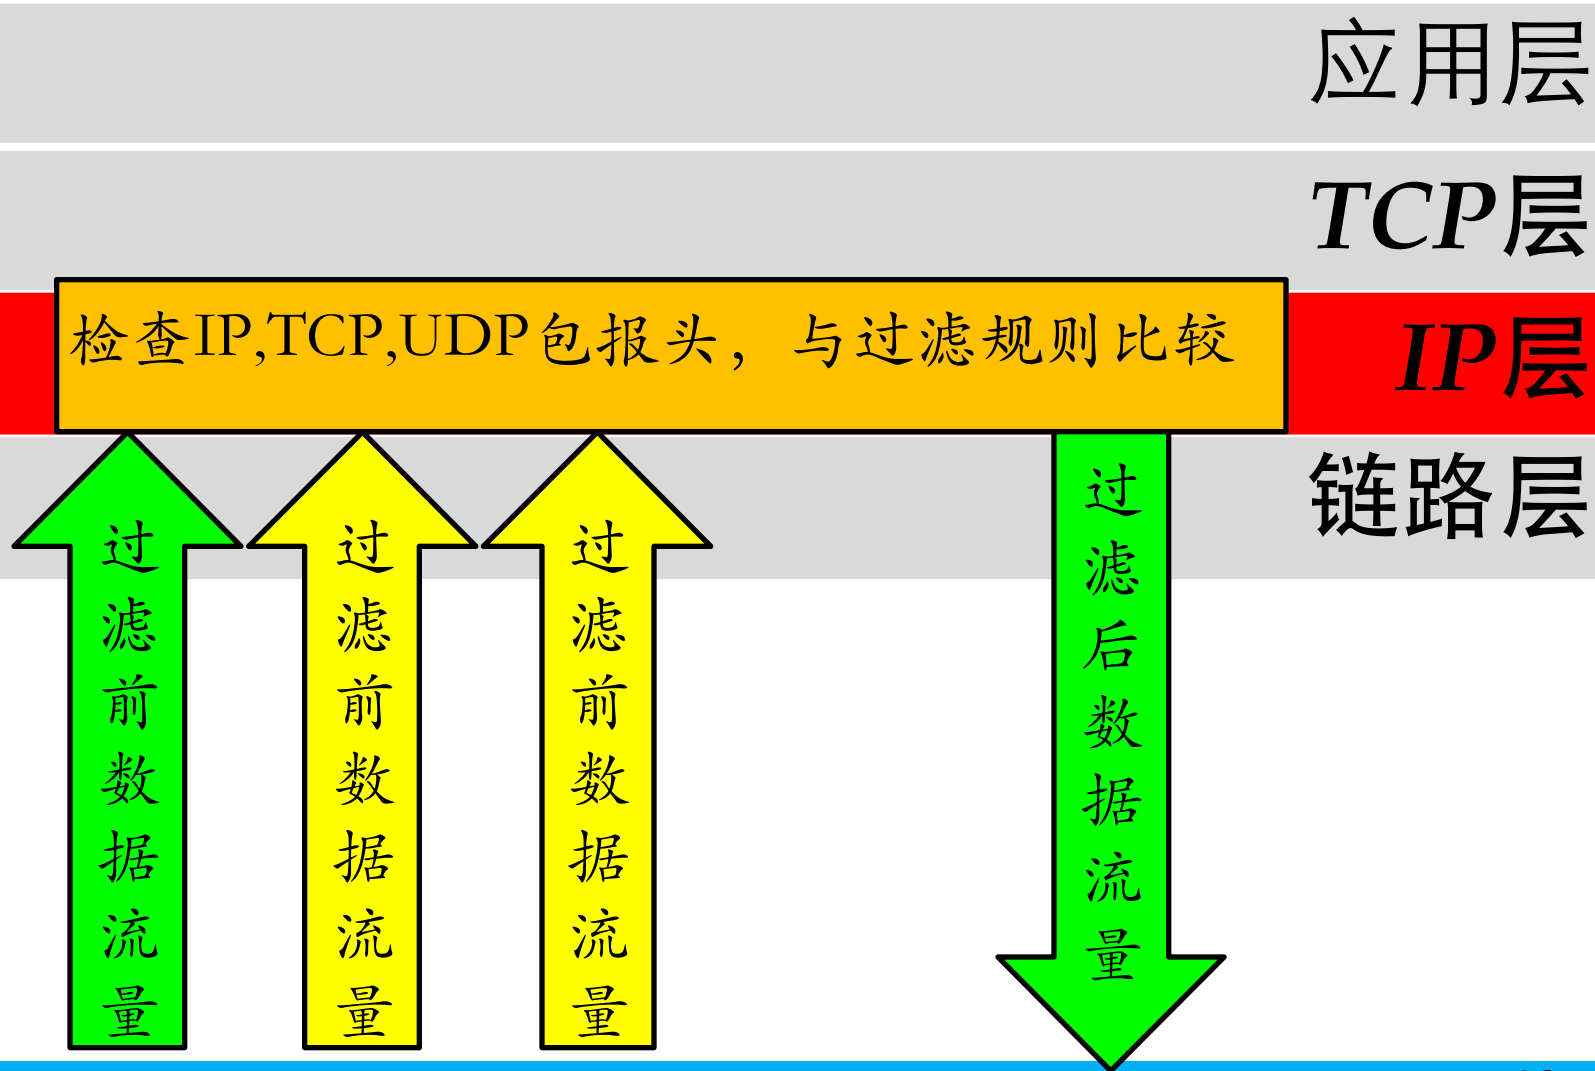 应用层
TCP层
检查IP,TCP,UDP包报头，与过滤规则比较
IP层
链路层
过滤前数据流量
过滤前数据流量
过滤前数据流量
过滤后数据流量